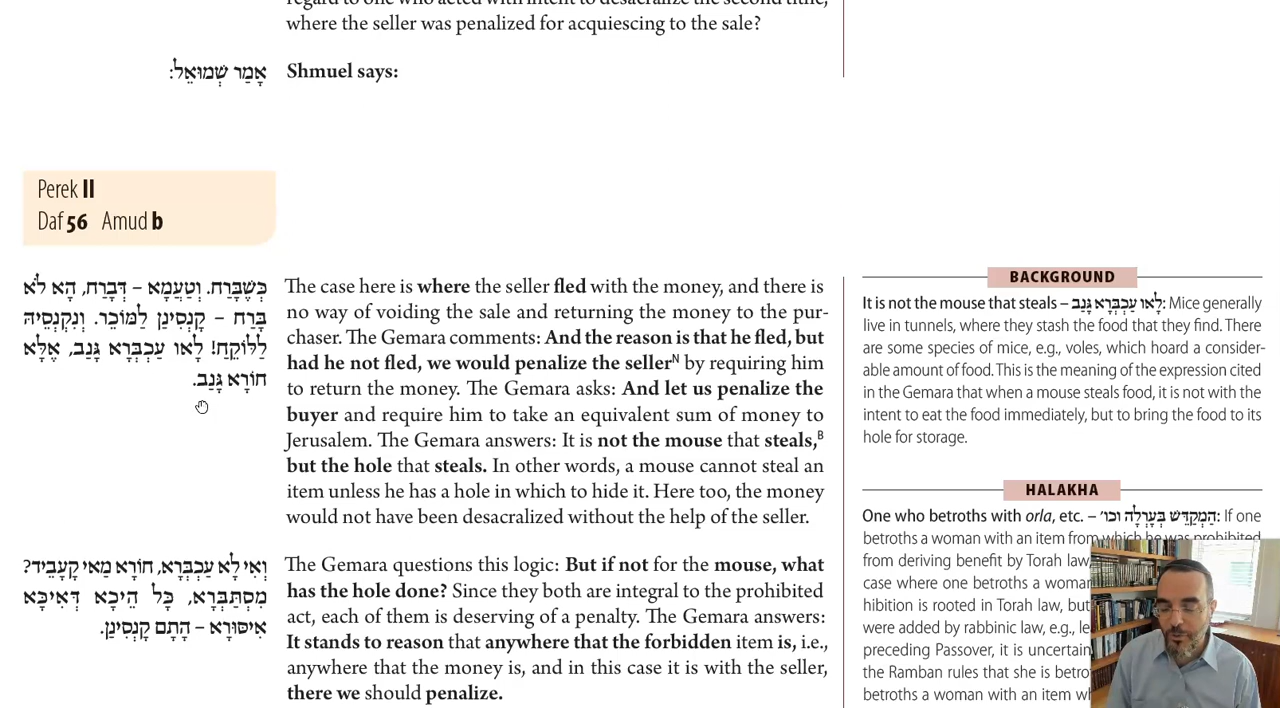 regard to one who acted with intent to desacralize the second tithe,
where the seller was penalized for acquiescing to the sale?
אָמַר שְׁמוּאֵל:
Shmuel says:
Perek II
Daf 56 Amud b
כְּשֶׁבָּרַח. וְטַעְמָא – דְּבָרַח, הָא לֹא
בָּרַח – קָנְסִינַן לַמּוֹכֵר. וְנִקְנְסֵיהּ
לַלּוֹקֵחַ! לָאו עַכְבְּרָא גַּנָּב, אֶלָּא
חוֹרָא גַּנָּב.
The case here is where the seller fled with the money, and there is
no way of voiding the sale and returning the money to the pur-
chaser. The Gemara comments: And the reason is that he fled, but
had he not fled, we would penalize the sellerN by requiring him
to return the money. The Gemara asks: And let us penalize the
buyer and require him to take an equivalent sum of money to
Jerusalem. The Gemara answers: It is not the mouse that steals,B
but the hole that steals. In other words, a mouse cannot steal an
item unless he has a hole in which to hide it. Here too, the money
would not have been desacralized without the help of the seller.
וְאִי לָא עַכְבְּרָא, חוֹרָא מַאי קָעָבֵיד?
מִסְתַּבְּרָא, כָּל הֵיכָא דְּאִיכָּא
אִיסּוּרָא – הָתָם קָנְסִינַן.
The Gemara questions this logic: But if not for the mouse, what
has the hole done? Since they both are integral to the prohibited
act, each of them is deserving of a penalty. The Gemara answers:
It stands to reason that anywhere that the forbidden item is, i.e.,
anywhere that the money is, and in this case it is with the seller,
there we should penalize.
BACKGROUND
It is not the mouse that steals – לָאו עַכְבְּרָא גַּנָּב: Mice generally
live in tunnels, where they stash the food that they find. There
are some species of mice, e.g., voles, which hoard a consider-
able amount of food. This is the meaning of the expression cited
in the Gemara that when a mouse steals food, it is not with the
intent to eat the food immediately, but to bring the food to its
hole for storage.
HALAKHA
One who betroths with orla, etc. – הַמְקַדֵּשׁ בְּעָרְלָה וכו׳: If one
betroths a woman with an item from which he was prohibited
from deriving benefit by Torah law,
case where one betroths a woma
hibition is rooted in Torah law, but
were added by rabbinic law, e.g., le
preceding Passover, it is uncertain
the Ramban rules that she is betro
betroths a woman with an item wh